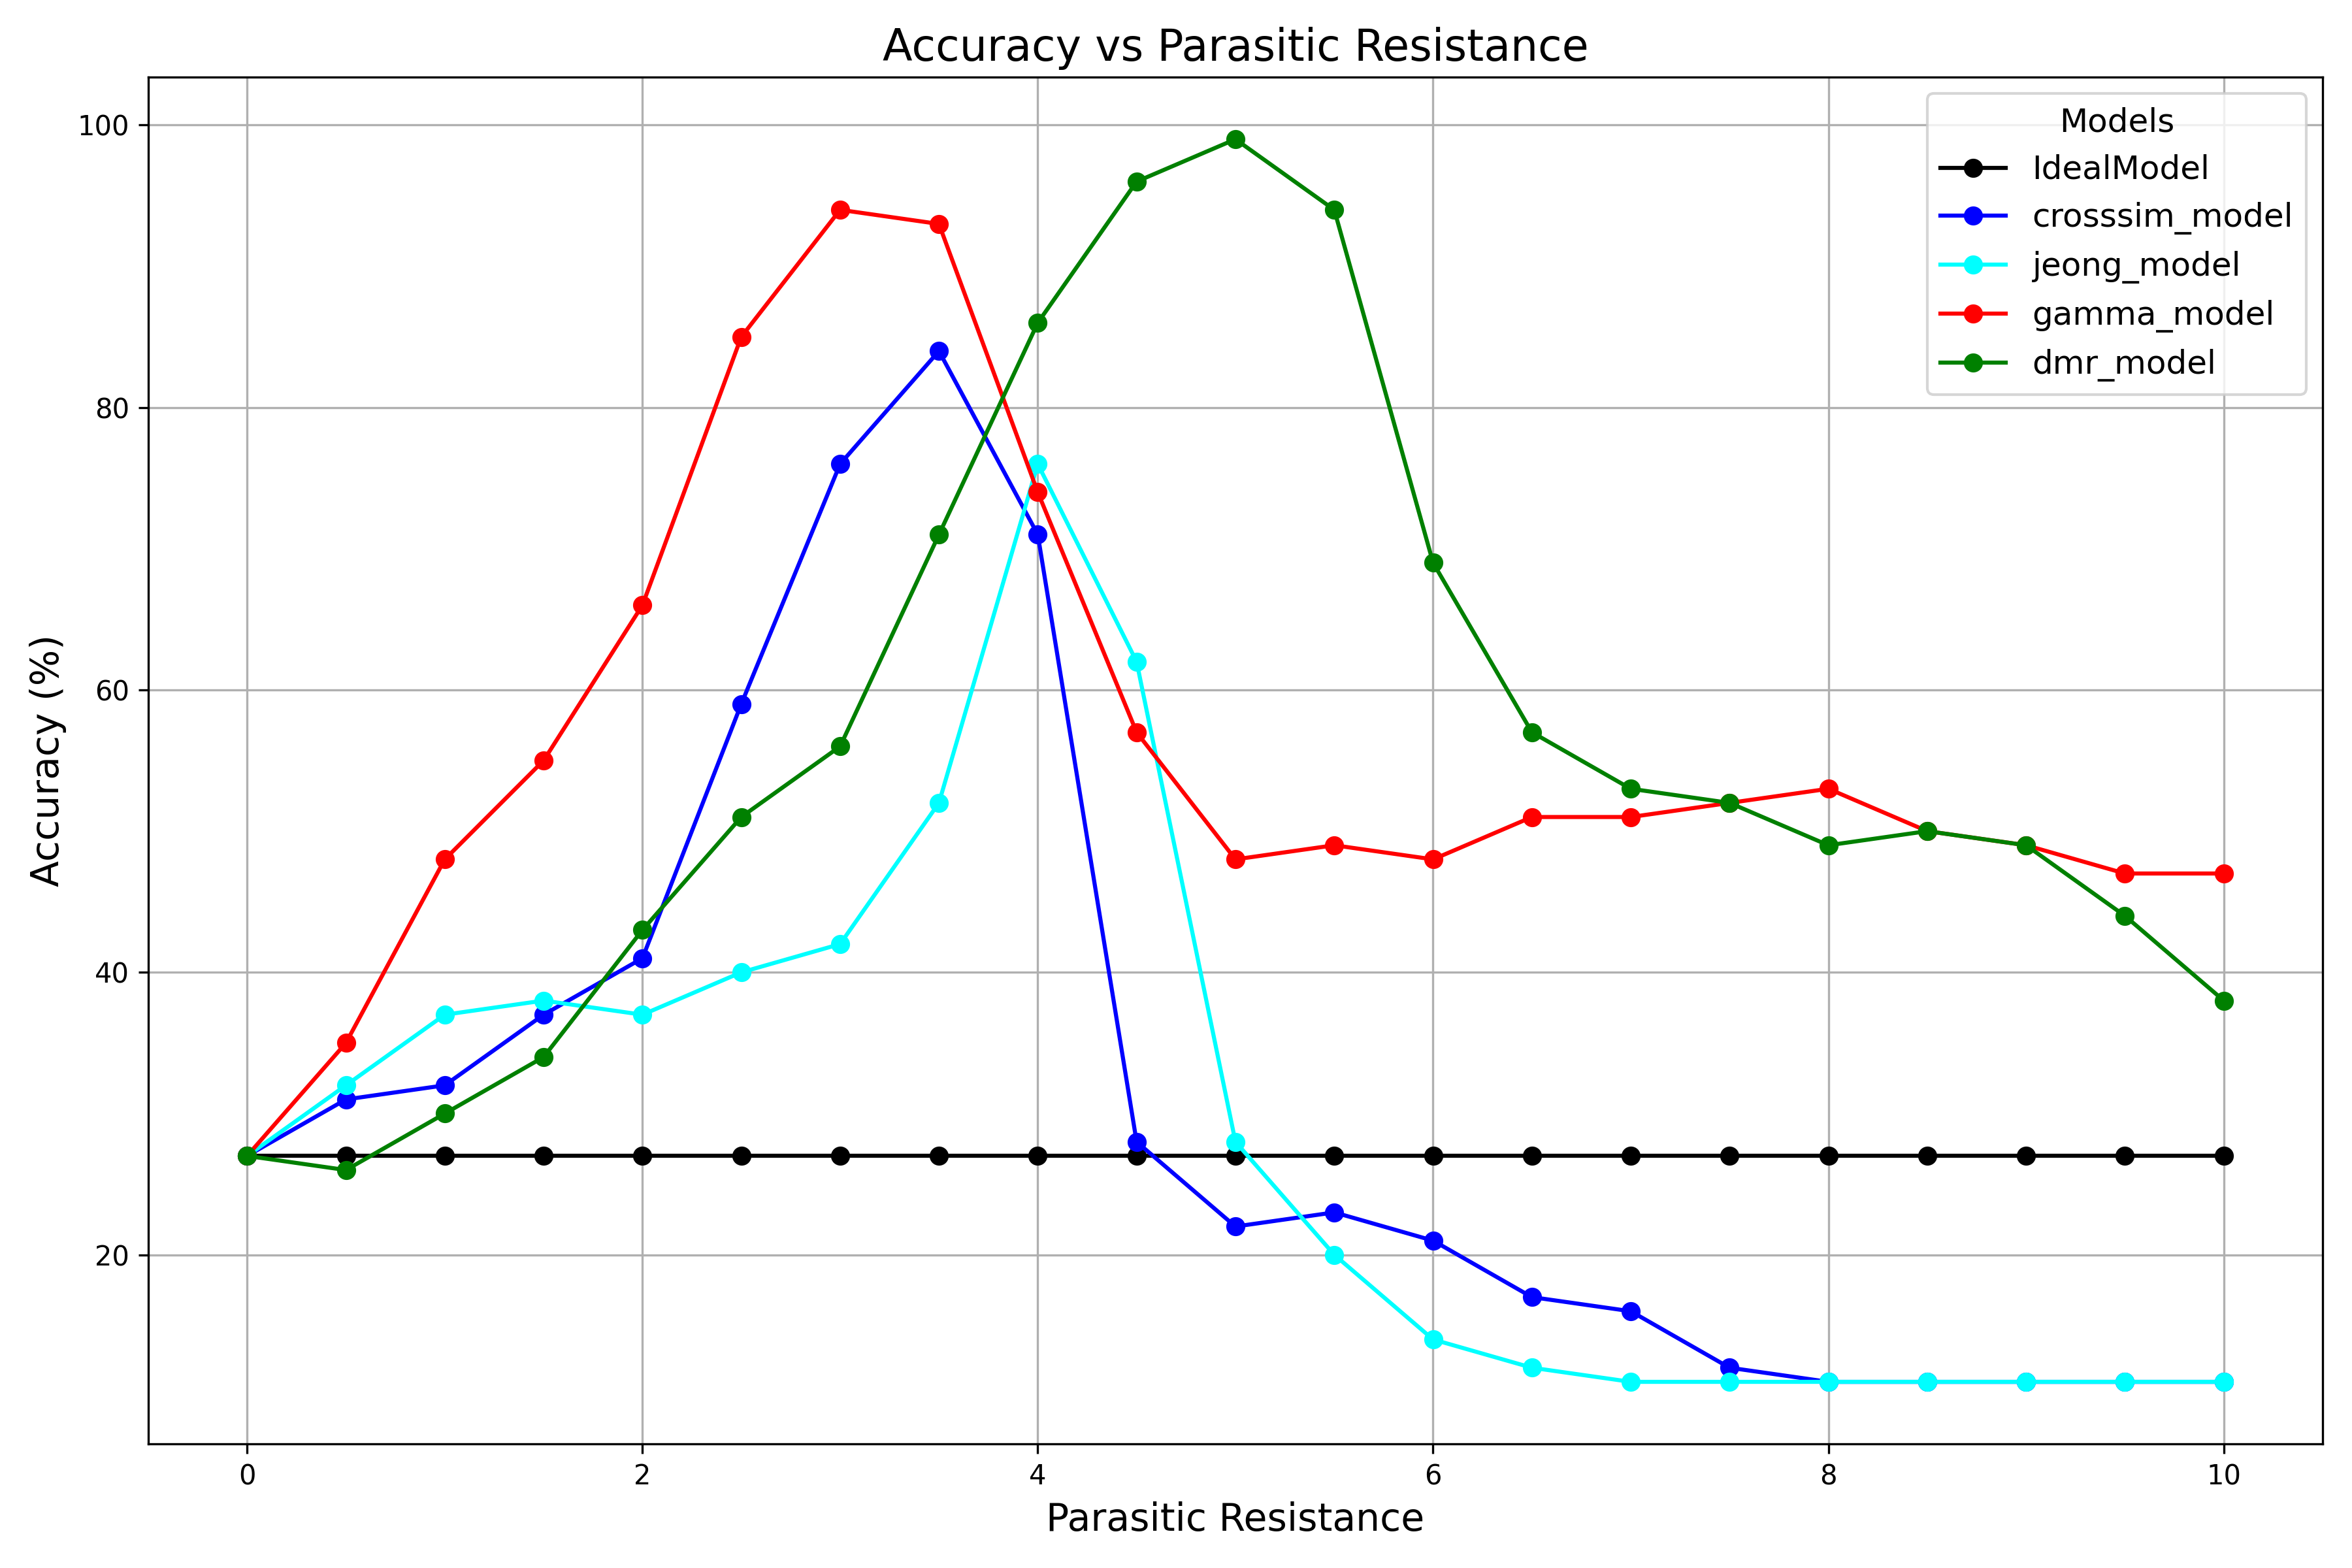 Accuracy vs Parasitic Resistance
Accuracy (%)
100
80
60
40
20
0
2
4
6
8
10
Parasitic Resistance
Models
IdealModel
crosssim_model
jeong_model
gamma_model
dmr_model